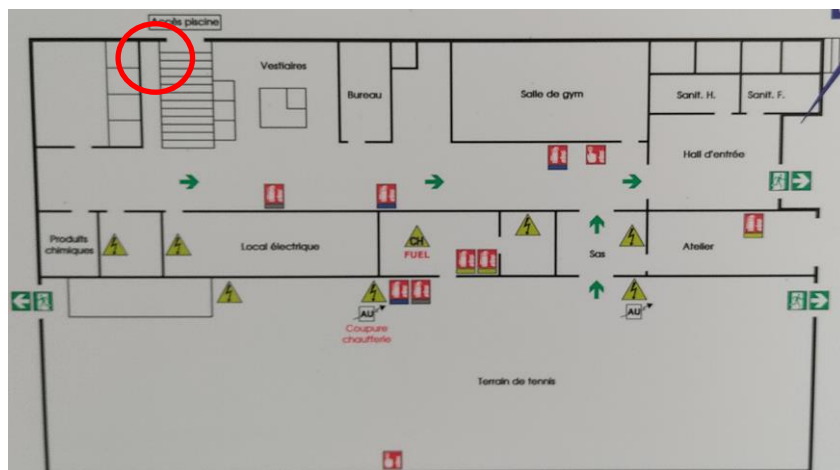 Accès piscine
Vestiaires
Bureau
Salle de gym
Sanit. H.
Sanit. F.
Hall d'entrée
Produits
chimiques
Local électrique
CH
FUEL
Sas
Atelier
AU
Coupure
chaufferie
AU
Terrain de tennis